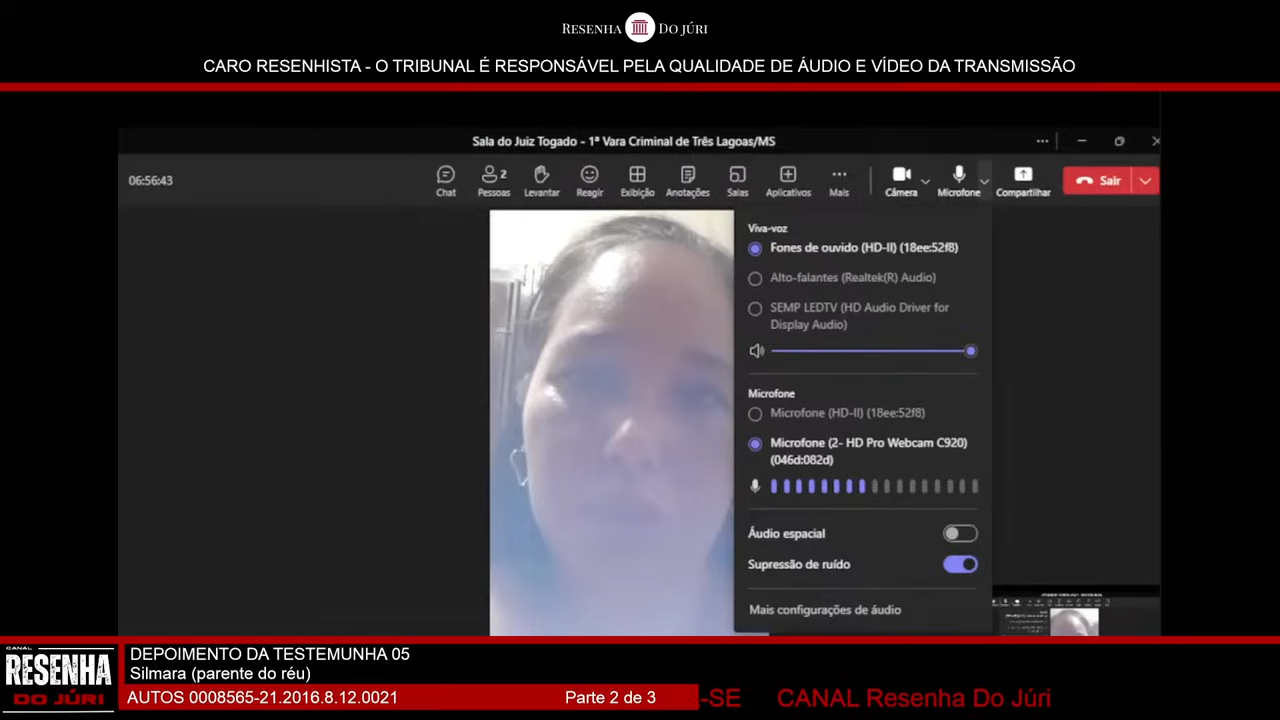 RESENHA DO JÚRI
CARO RESENHISTA - O TRIBUNAL É RESPONSÁVEL PELA QUALIDADE DE ÁUDIO E VÍDEO DA TRANSMISSÃO
Sala do Juiz Togado - 1ª Vara Criminal de Três Lagoas/MS
06:56:43
Chat
2
Pessoas
Levantar
Reagir
Exibição
Anotações
Salas
Aplicativos
Mais
Câmera
Microfone
Compartilhar
Sair
Viva-voz
Fones de ouvido (HD-II) (18ee:52f8)
Alto-falantes (Realtek(R) Audio)
SEMP LEDTV (HD Audio Driver for
Display Audio)
Microfone
Microfone (HD-II) (18ee:52f8)
Microfone (2- HD Pro Webcam C920)
(046d:082d)
Áudio espacial
Supressão de ruído
Mais configurações de áudio
CANAL
RESENHA
DO JÚRI
DEPOIMENTO DA TESTEMUNHA 05
Silmara (parente do réu)
AUTOS 0008565-21.2016.8.12.0021
Parte 2 de 3
-SE
CANAL Resenha Do Júri